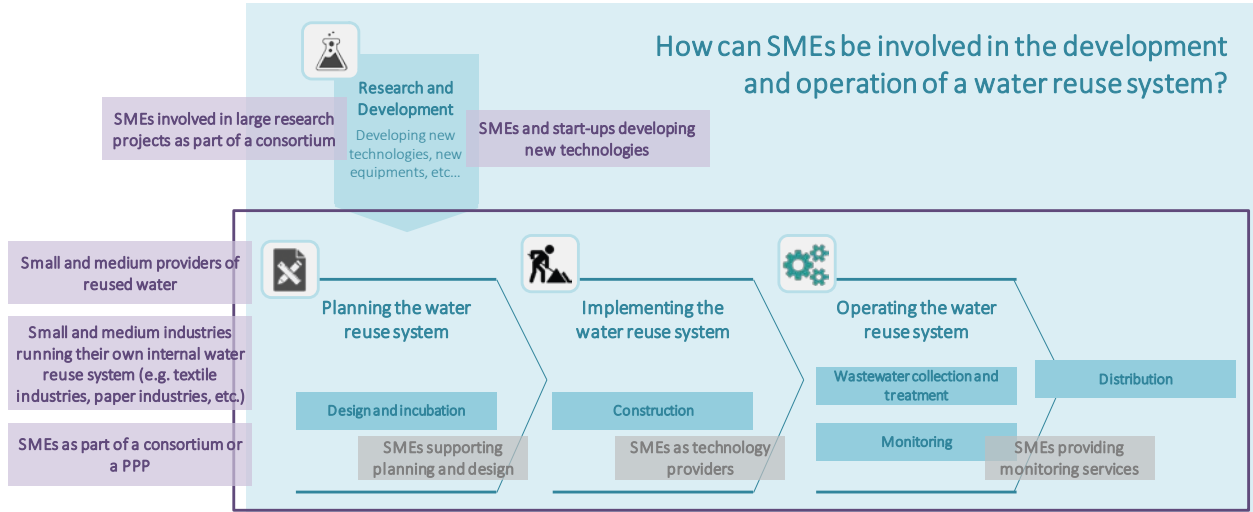 How can SMEs be involved in the development
and operation of a water reuse system?
Research and
Development
Developing new
technologies, new
equipments, etc...
SMEs involved in large research
projects as part of a consortium
SMEs and start-ups developing
new technologies
Small and medium providers of
reused water
Small and medium industries
running their own internal water
reuse system (e.g. textile
industries, paper industries, etc.)
SMEs as part of a consortium or
a PPP
Planning the water
reuse system
Design and incubation
SMEs supporting
planning and design
Implementing the
water reuse system
Construction
SMEs as technology
providers
Operating the water
reuse system
Wastewater collection and
treatment
Monitoring
SMEs providing
monitoring services
Distribution